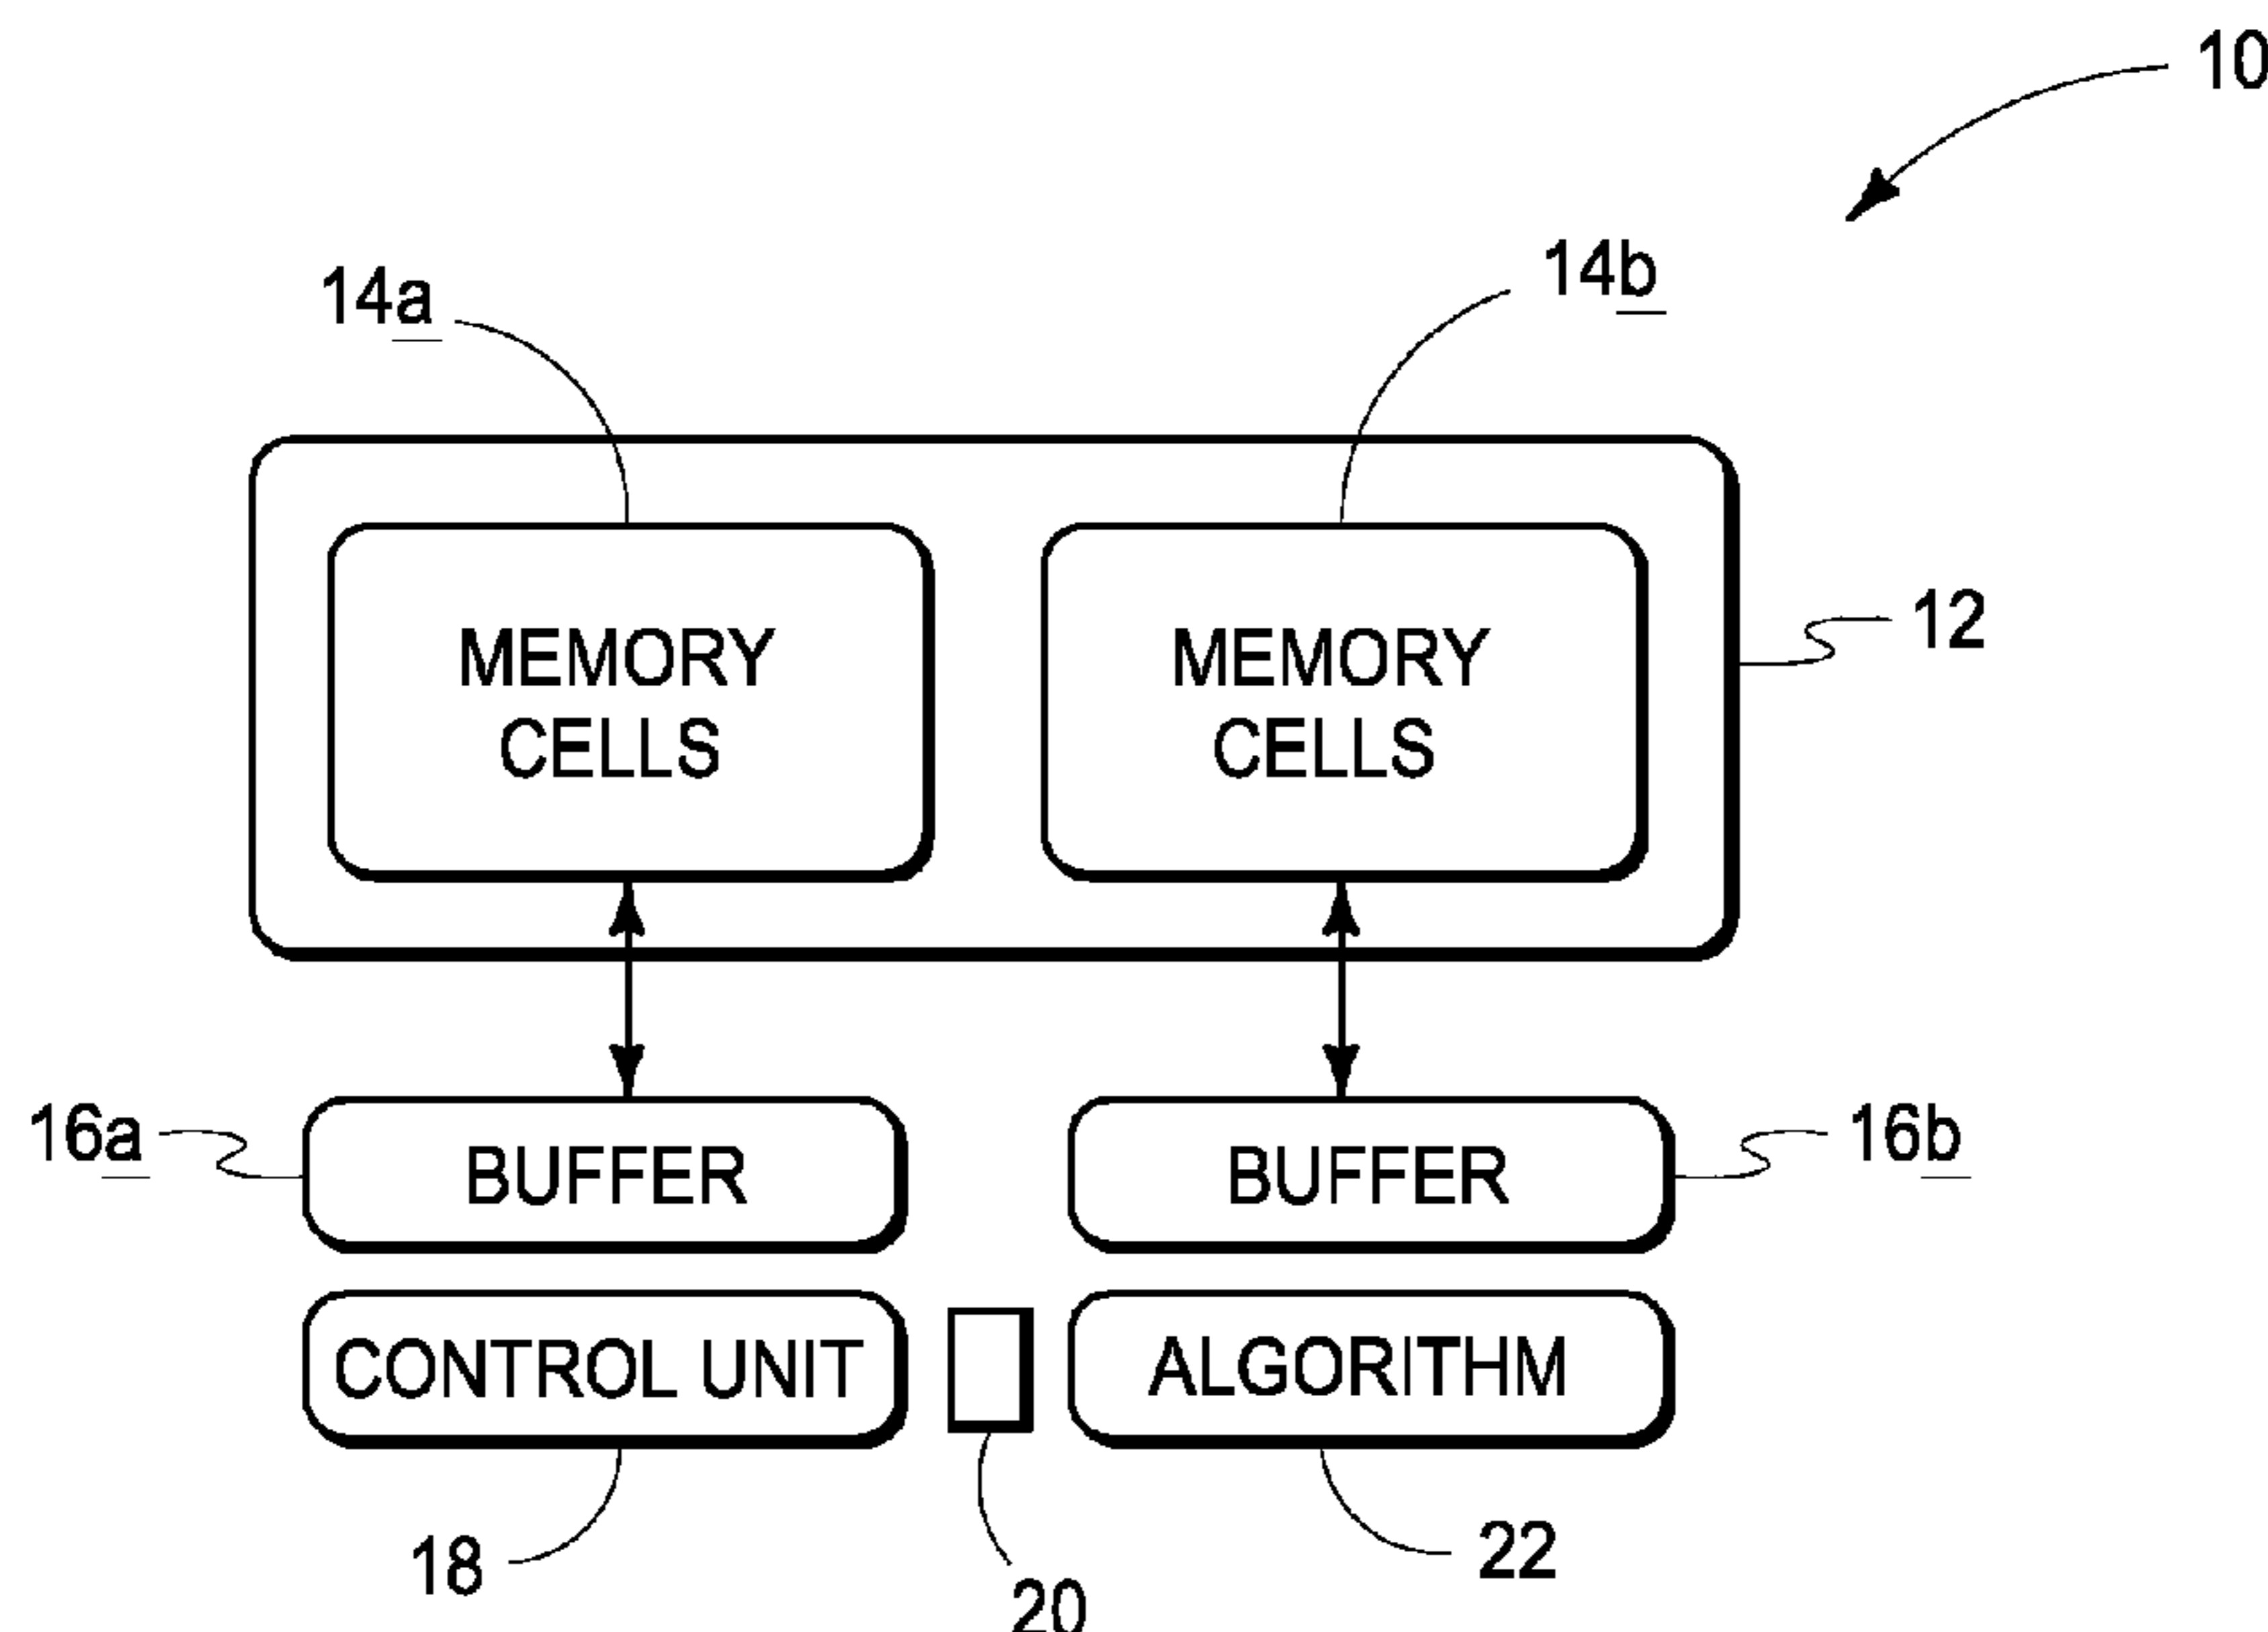 10
14a
14b
MEMORY
CELLS
MEMORY
CELLS
12
16a
BUFFER
BUFFER
16b
CONTROL UNIT
ALGORITHM
18
20
22